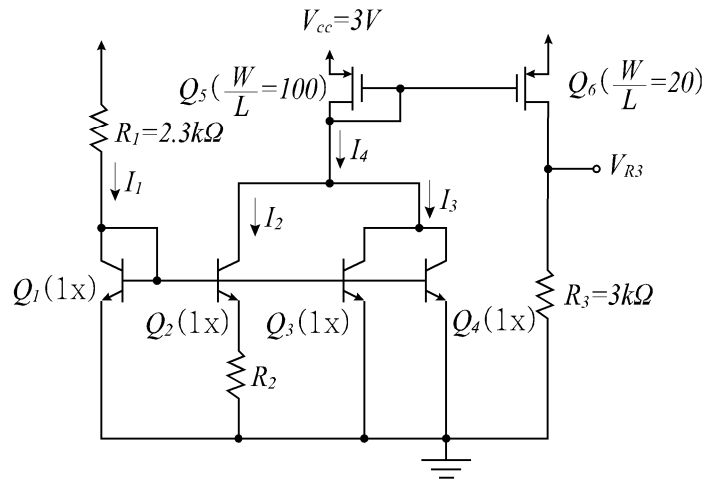 Vcc=3V
Q5(W/L=100)
Q6(W/L=20)
R1=2.3kΩ
I4
VR3
I1
I2
I3
Q1(1x)
Q2(1x)
Q3(1x)
Q4(1x)
R3=3kΩ
R2